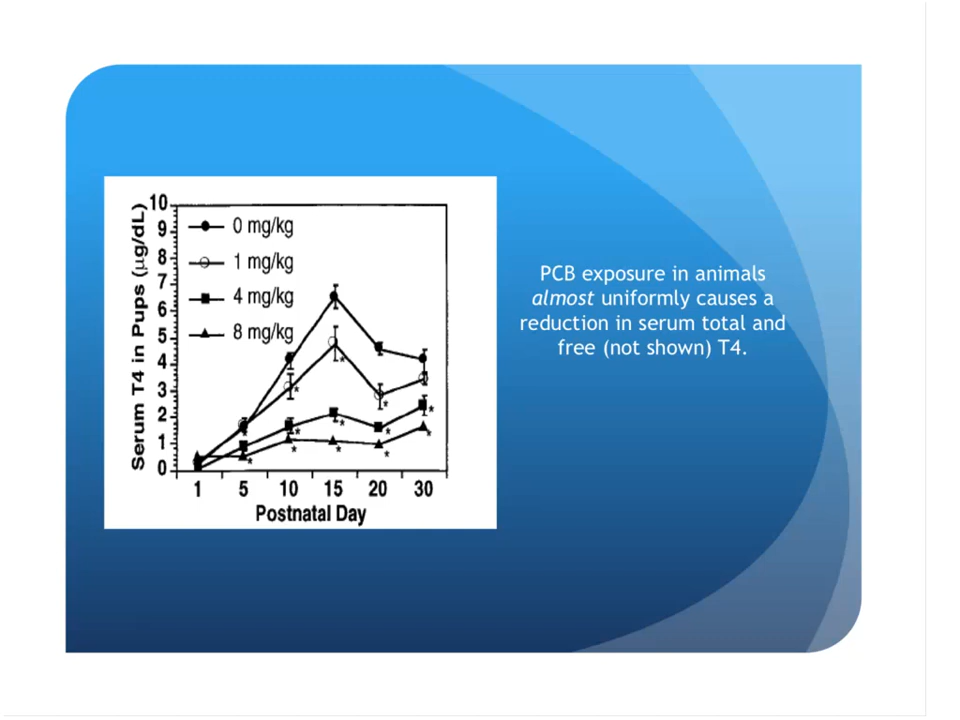 10
9
8
7
6
5
4
3
2
1
0
Serum T4 in Pups (µg/dL)
0 mg/kg
1 mg/kg
4 mg/kg
8 mg/kg
* * * * * * * * * * * * *
1 5 10 15 20 30
Postnatal Day
PCB exposure in animals
almost uniformly causes a
reduction in serum total and
free (not shown) T4.